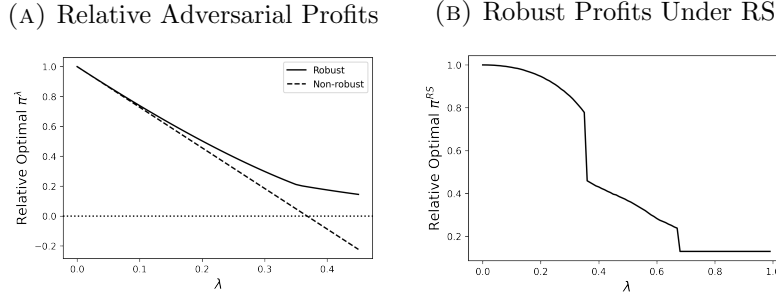 (A) Relative Adversarial Profits
Relative Optimal π^λ
1.0
0.8
0.6
0.4
0.2
0.0
−0.2
Robust
Non-robust
0.0 0.1 0.2 0.3 0.4
λ
(B) Robust Profits Under RS
Relative Optimal π^RS
1.0
0.8
0.6
0.4
0.2
0.0 0.2 0.4 0.6 0.8 1.0
λ